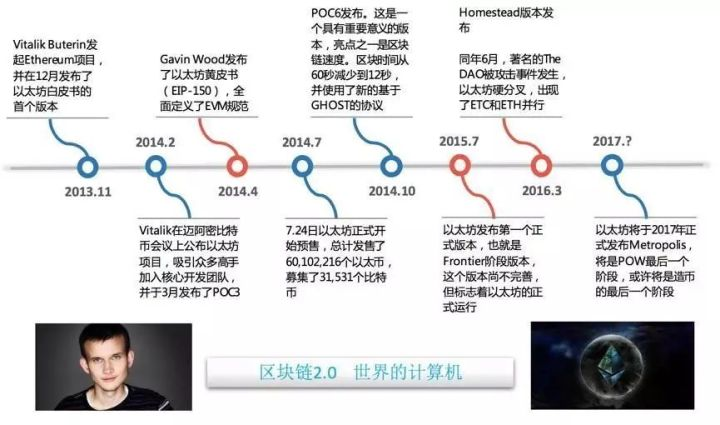 Vitalik Buterin发
起Ethereum项目，
并在12月发布了
以太坊白皮书的
首个版本
Gavin Wood发布
了以太坊黄皮书
（EIP-150），全
面定义了EVM规范
POC6发布。这是一
个具有重要意义的版
本，亮点之一是区块
链速度。区块时间从
60秒减少到12秒，
并使用了新的基于
GHOST的协议
Homestead版本发
布
同年6月，著名的The
DAO被攻击事件发生，
以太坊硬分叉，出现
了ETC和ETH并行
2013.11
2014.2
2014.4
2014.7
2014.10
2015.7
2016.3
2017.?
Vitalik在迈阿密比特
币会议上公布以太坊
项目，吸引众多高手
加入核心开发团队，
并于3月发布了POC3
7.24日以太坊正式开
始预售，总计发售了
60,102,216个以太币，
募集了31,531个比特
币
以太坊发布第一个正
式版本，也就是
Frontier阶段版本，
这个版本尚不完善，
但标志着以太坊的正
式运行
以太坊将于2017年正
式发布Metropolis，
将是POW最后一个
阶段，或许将是造币
的最后一个阶段
区块链2.0 世界的计算机